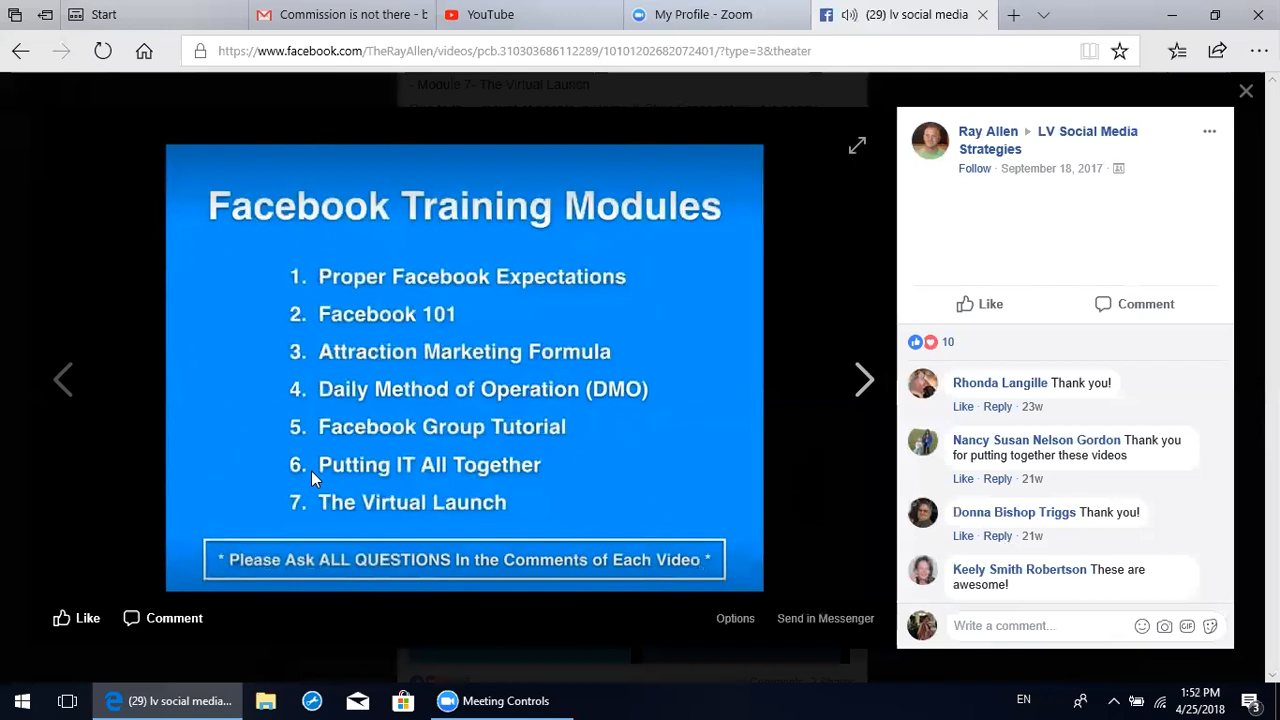 Start
Commission is not there - b
YouTube
My Profile - Zoom
(29) lv social media
https://www.facebook.com/TheRayAllen/videos/pcb.310303686112289/10101202682072401/?type=3&theater
- Module 7- The Virtual Launch
Facebook Training Modules
1. Proper Facebook Expectations
2. Facebook 101
3. Attraction Marketing Formula
4. Daily Method of Operation (DMO)
5. Facebook Group Tutorial
6. Putting IT All Together
7. The Virtual Launch
* Please Ask ALL QUESTIONS In the Comments of Each Video *
Like
Comment
Options
Send in Messenger
Ray Allen
LV Social Media
Strategies
Follow · September 18, 2017 ·
Like
Comment
10
Rhonda Langille Thank you!
Like · Reply · 23w
Nancy Susan Nelson Gordon Thank you
for putting together these videos
Like · Reply · 21w
Donna Bishop Triggs Thank you!
Like · Reply · 21w
Keely Smith Robertson These are
awesome!
Write a comment...
GIF
(29) lv social media...
Meeting Controls
EN
1:52 PM
4/25/2018
3